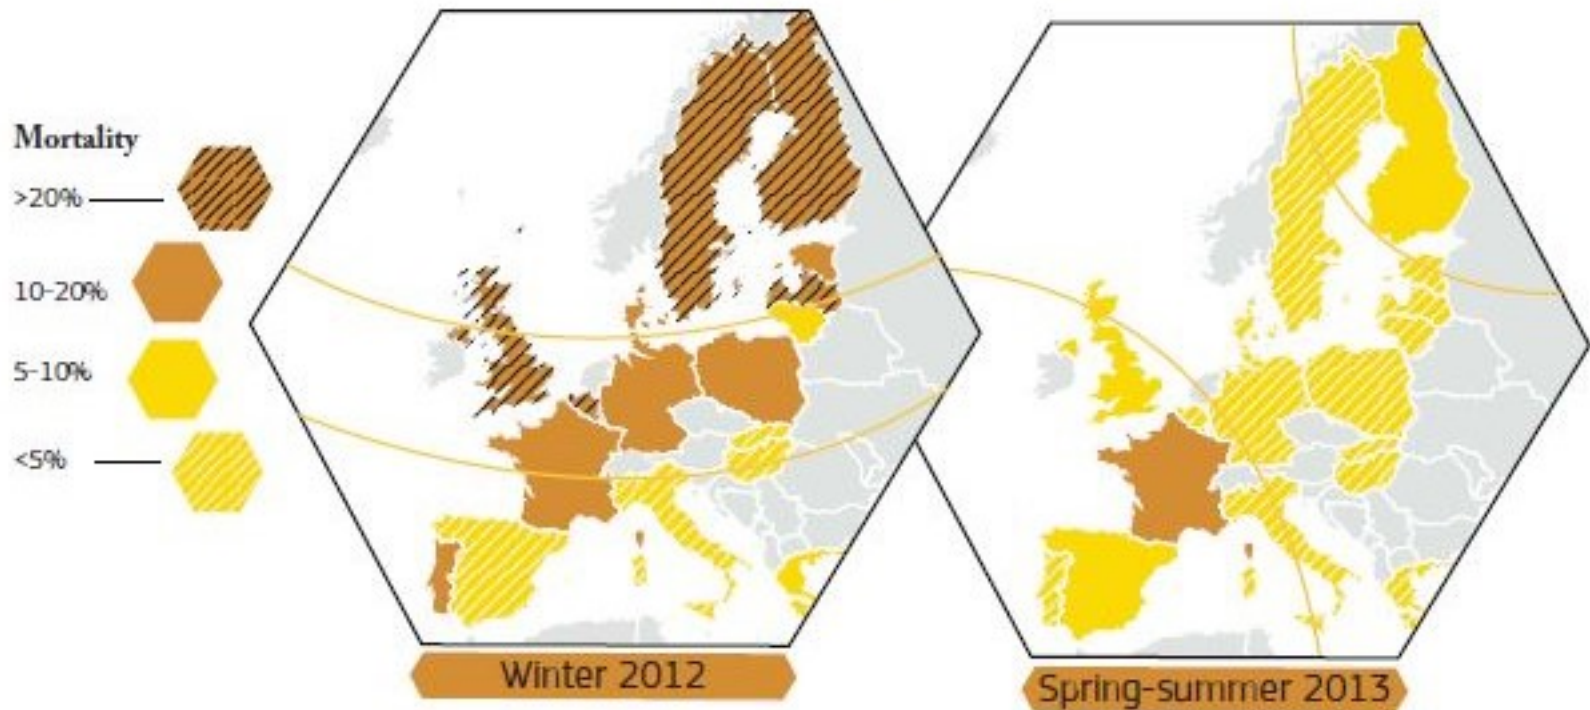 Mortality
>20%
10-20%
5-10%
<5%
Winter 2012
Spring-summer 2013